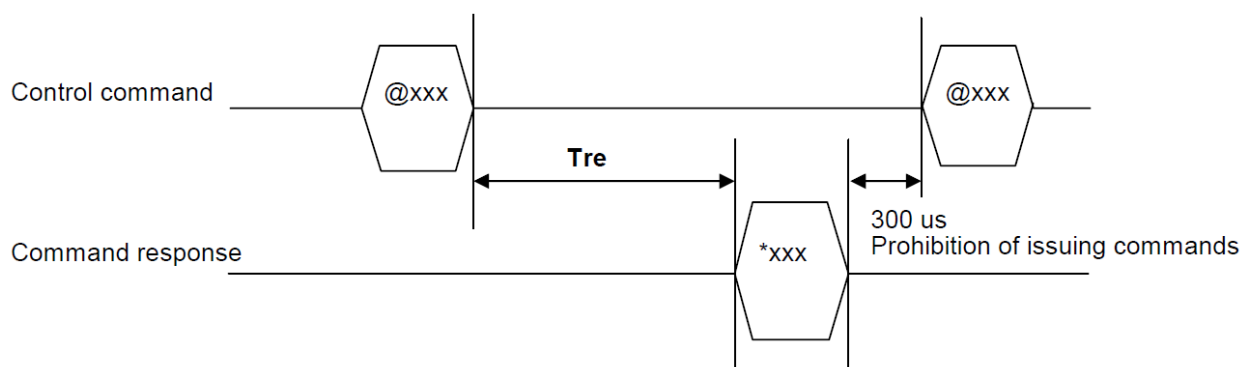 Control command
@xxx
@xxx
Tre
300 us
Prohibition of issuing commands
Command response
*xxx